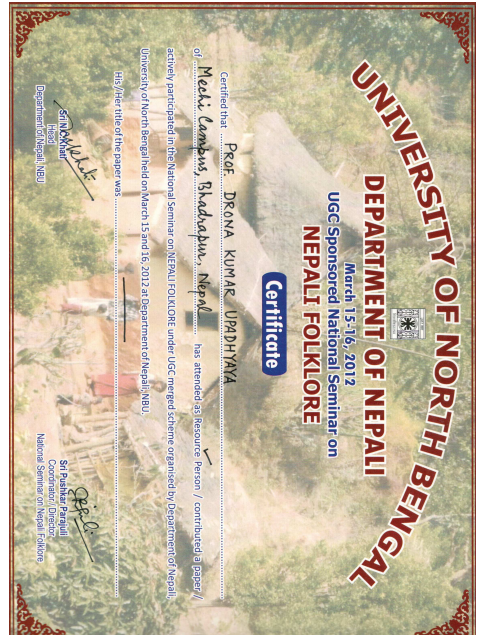 UNIVERSITY OF NORTH BENGAL
DEPARTMENT OF NEPALI
March 15-16, 2012
UGC Sponsored National Seminar on
NEPALI FOLKLORE
Certificate
Certified that PROF. DRONA KUMAR UPADHYAYA
of Mechi Campus, Bhadrapur, Nepal has attended as Resource Person / contributed a paper /
actively participated in the National Seminar on NEPALI FOLKLORE under UGC merged scheme organised by Department of Nepali,
University of North Bengal held on March 15 and 16, 2012 at Department of Nepali, NBU.
His/Her title of the paper was
Sri N.C. Khati
Head
Department of Nepali, NBU
Sri Pushkar Parajuli
Coordinator / Director,
National Seminar on Nepali Folklore